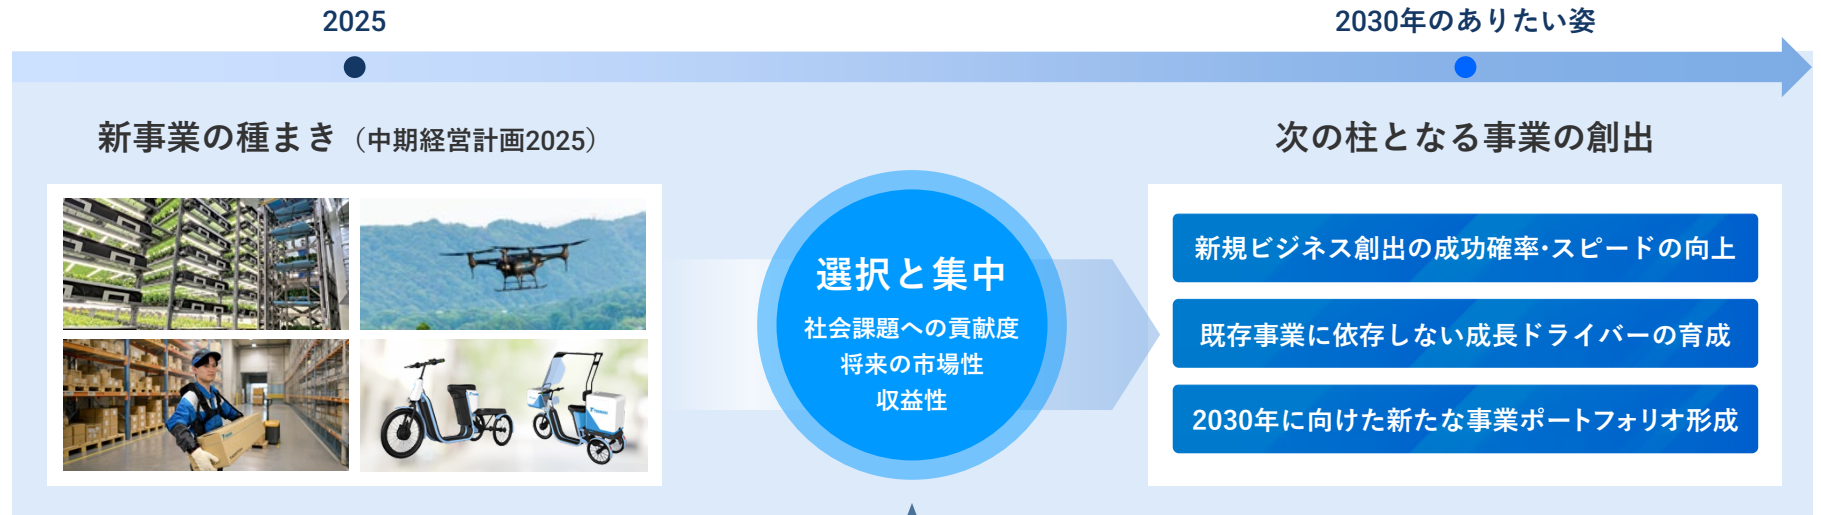 2025
2030年のありたい姿
新事業の種まき（中期経営計画2025）
次の柱となる事業の創出
選択と集中
社会課題への貢献度
将来の市場性
収益性
新規ビジネス創出の成功確率・スピードの向上
既存事業に依存しない成長ドライバーの育成
2030年に向けた新たな事業ポートフォリオ形成